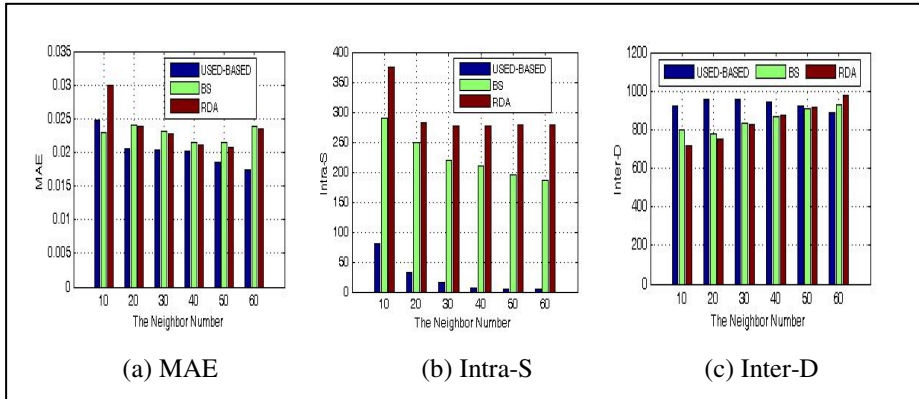 0.035
0.03
0.025
0.02
0.015
0.01
0.005
0
MAE
USED-BASED
BS
RDA
10 20 30 40 50 60
The Neighbor Number
(a) MAE
400
350
300
250
200
150
100
50
0
Intra-S
USED-BASED
BS
RDA
10 20 30 40 50 60
The Neighbor Number
(b) Intra-S
1200
1000
800
600
400
200
0
Inter-D
USED-BASED BS RDA
10 20 30 40 50 60
The Neighbor Number
(c) Inter-D